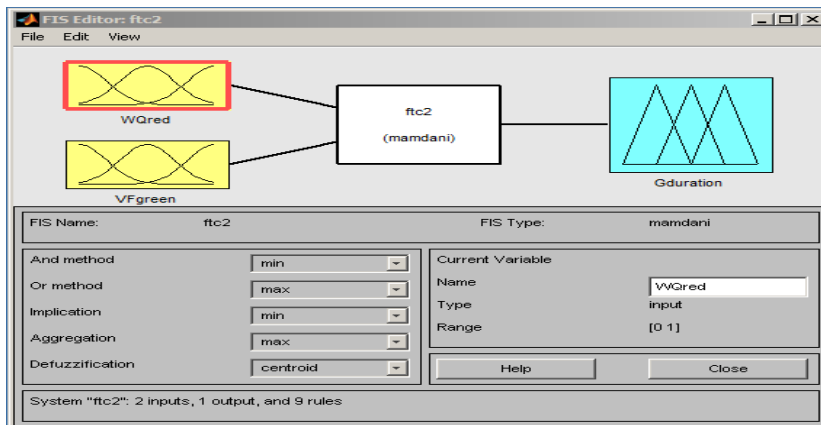 FIS Editor: ftc2
File Edit View
WQred
VFgreen
ftc2
(mamdani)
Gduration
FIS Name: ftc2 FIS Type: mamdani
And method min
Or method max
Implication min
Aggregation max
Defuzzification centroid
Current Variable
Name WQred
Type input
Range [0 1]
Help Close
System "ftc2": 2 inputs, 1 output, and 9 rules